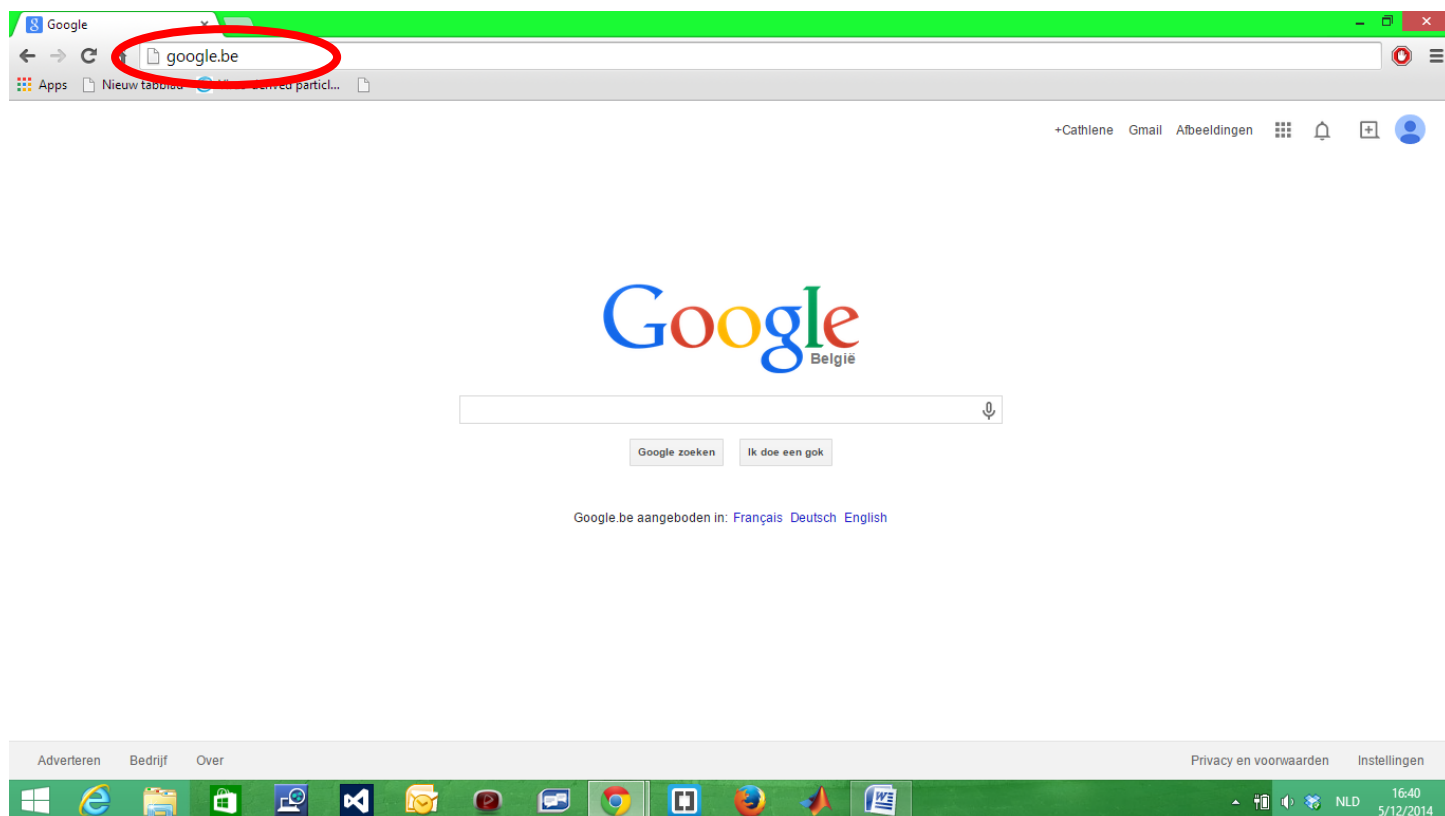 Google
google.be
Apps Nieuw tabblad particl...
+Cathlene Gmail Afbeeldingen
Google
België
Google zoeken Ik doe een gok
Google.be aangeboden in: Français Deutsch English
Adverteren Bedrijf Over Privacy en voorwaarden Instellingen
NLD 16:40
5/12/2014